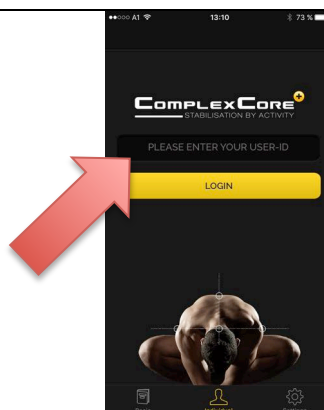 A1 13:10 73 %
COMPLEXCORE+
STABILISATION BY ACTIVITY
PLEASE ENTER YOUR USER-ID
LOGIN